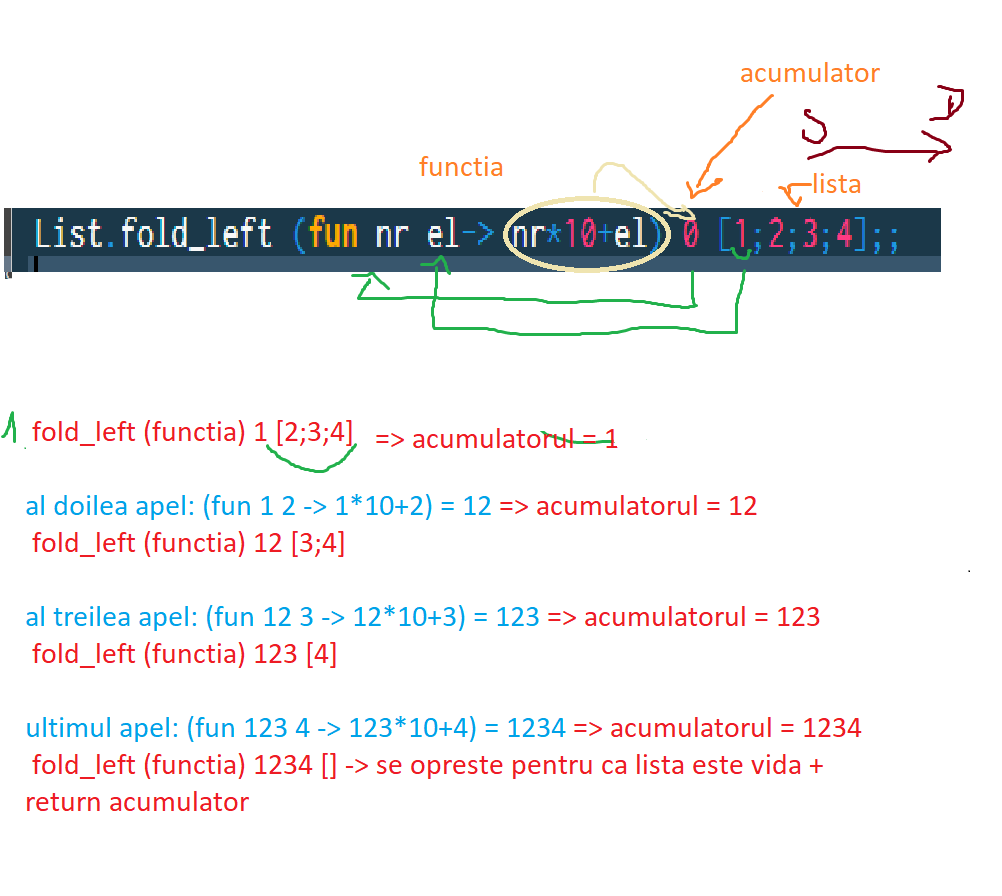 acumulator
S D
functia
lista
List.fold_left (fun nr el-> nr*10+el) 0 [1;2;3;4];;
1 fold_left (functia) 1 [2;3;4] => acumulatorul = 1
al doilea apel: (fun 1 2 -> 1*10+2) = 12 => acumulatorul = 12
fold_left (functia) 12 [3;4]
al treilea apel: (fun 12 3 -> 12*10+3) = 123 => acumulatorul = 123
fold_left (functia) 123 [4]
ultimul apel: (fun 123 4 -> 123*10+4) = 1234 => acumulatorul = 1234
fold_left (functia) 1234 [] -> se opreste pentru ca lista este vida +
return acumulator